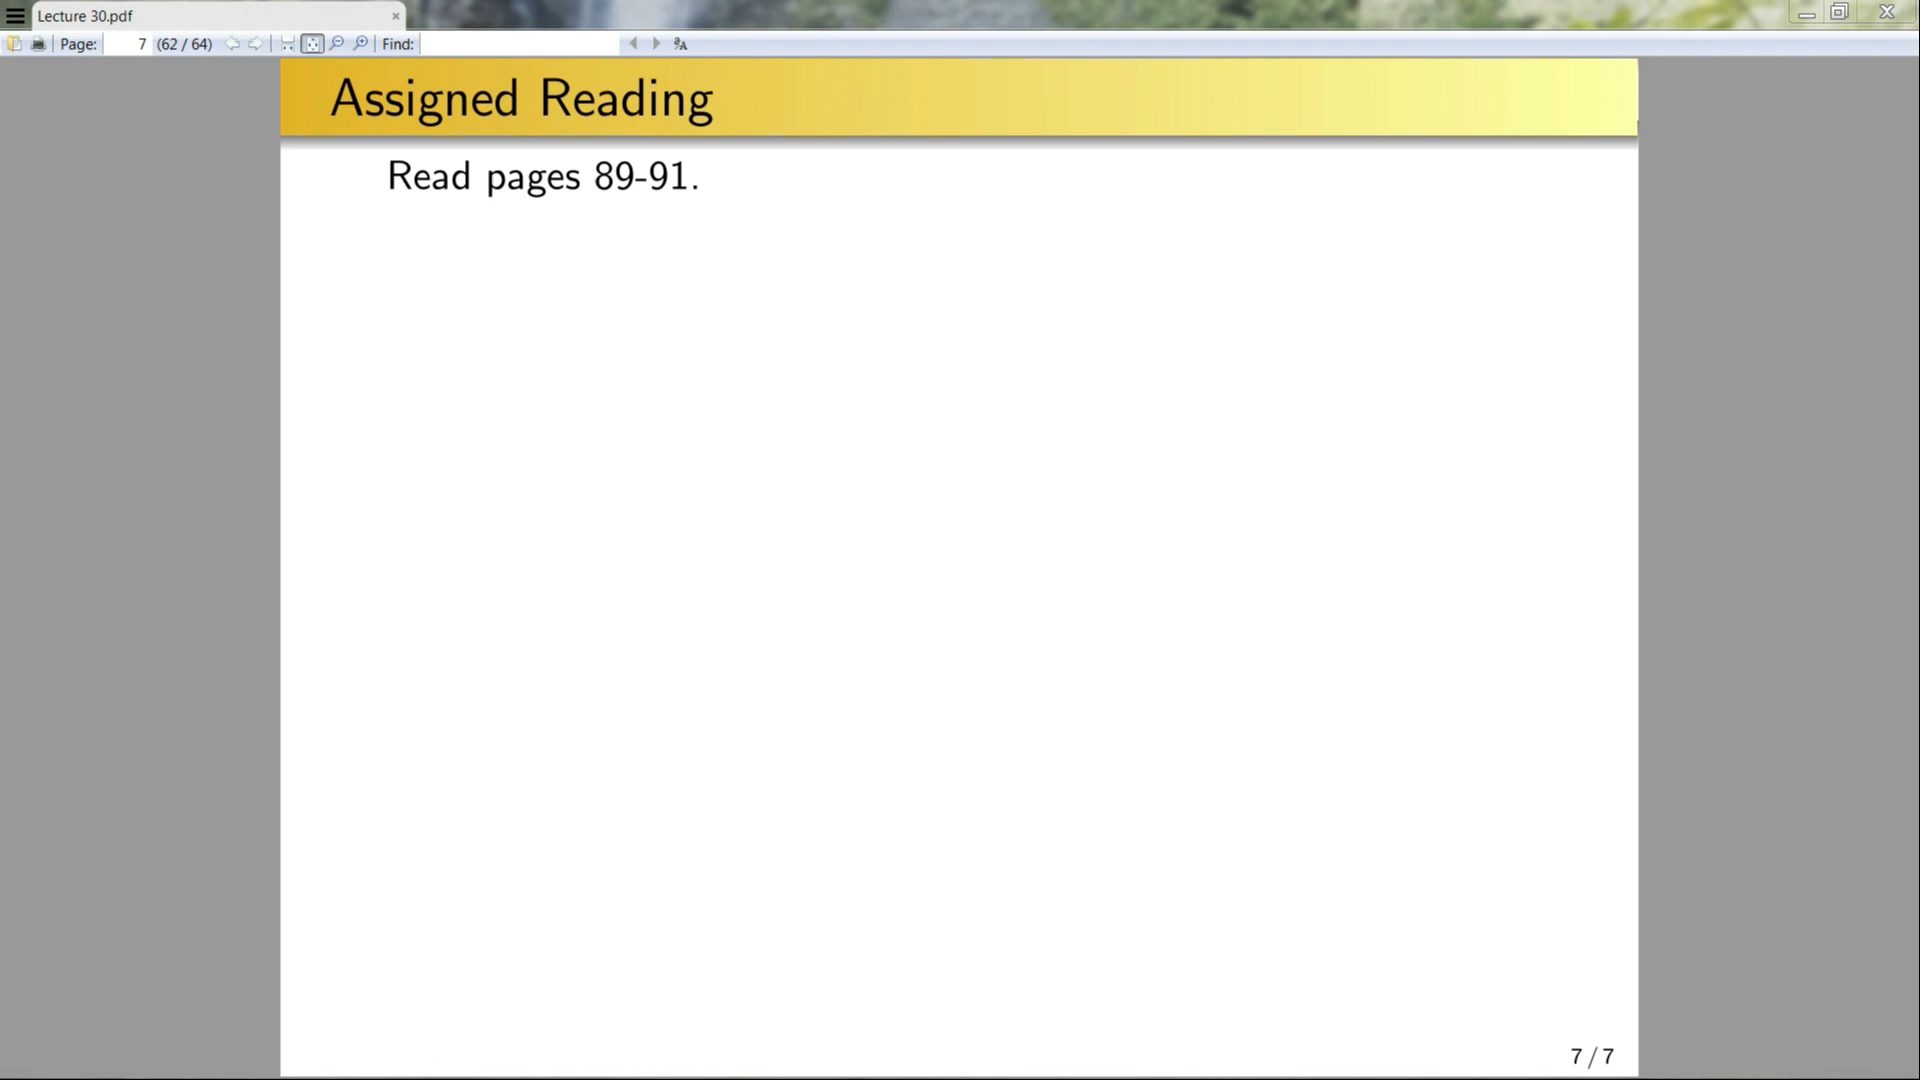 Lecture 30.pdf
Page: 7 (62 / 64) Find:
Assigned Reading
Read pages 89-91.
7 / 7